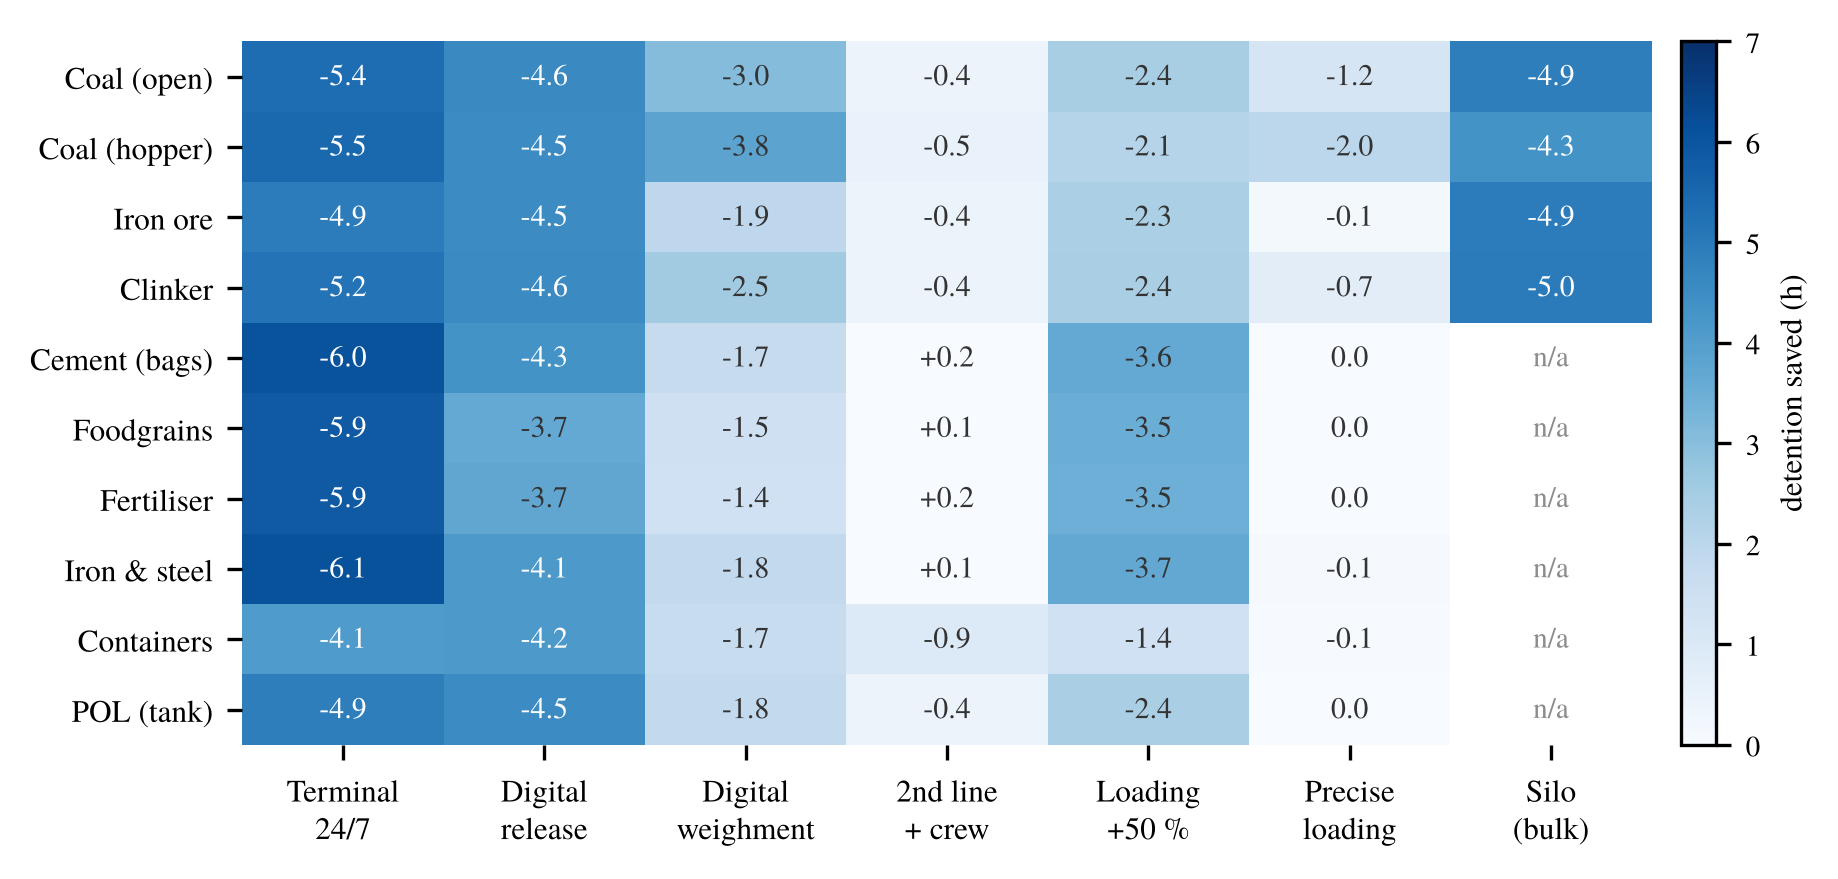 Coal (open) -5.4 -4.6 -3.0 -0.4 -2.4 -1.2 -4.9
Coal (hopper) -5.5 -4.5 -3.8 -0.5 -2.1 -2.0 -4.3
Iron ore -4.9 -4.5 -1.9 -0.4 -2.3 -0.1 -4.9
Clinker -5.2 -4.6 -2.5 -0.4 -2.4 -0.7 -5.0
Cement (bags) -6.0 -4.3 -1.7 +0.2 -3.6 0.0 n/a
Foodgrains -5.9 -3.7 -1.5 +0.1 -3.5 0.0 n/a
Fertiliser -5.9 -3.7 -1.4 +0.2 -3.5 0.0 n/a
Iron & steel -6.1 -4.1 -1.8 +0.1 -3.7 -0.1 n/a
Containers -4.1 -4.2 -1.7 -0.9 -1.4 -0.1 n/a
POL (tank) -4.9 -4.5 -1.8 -0.4 -2.4 0.0 n/a
Terminal 24/7
Digital release
Digital weighment
2nd line + crew
Loading +50 %
Precise loading
Silo (bulk)
7
6
5
4
3
2
1
0
detention saved (h)